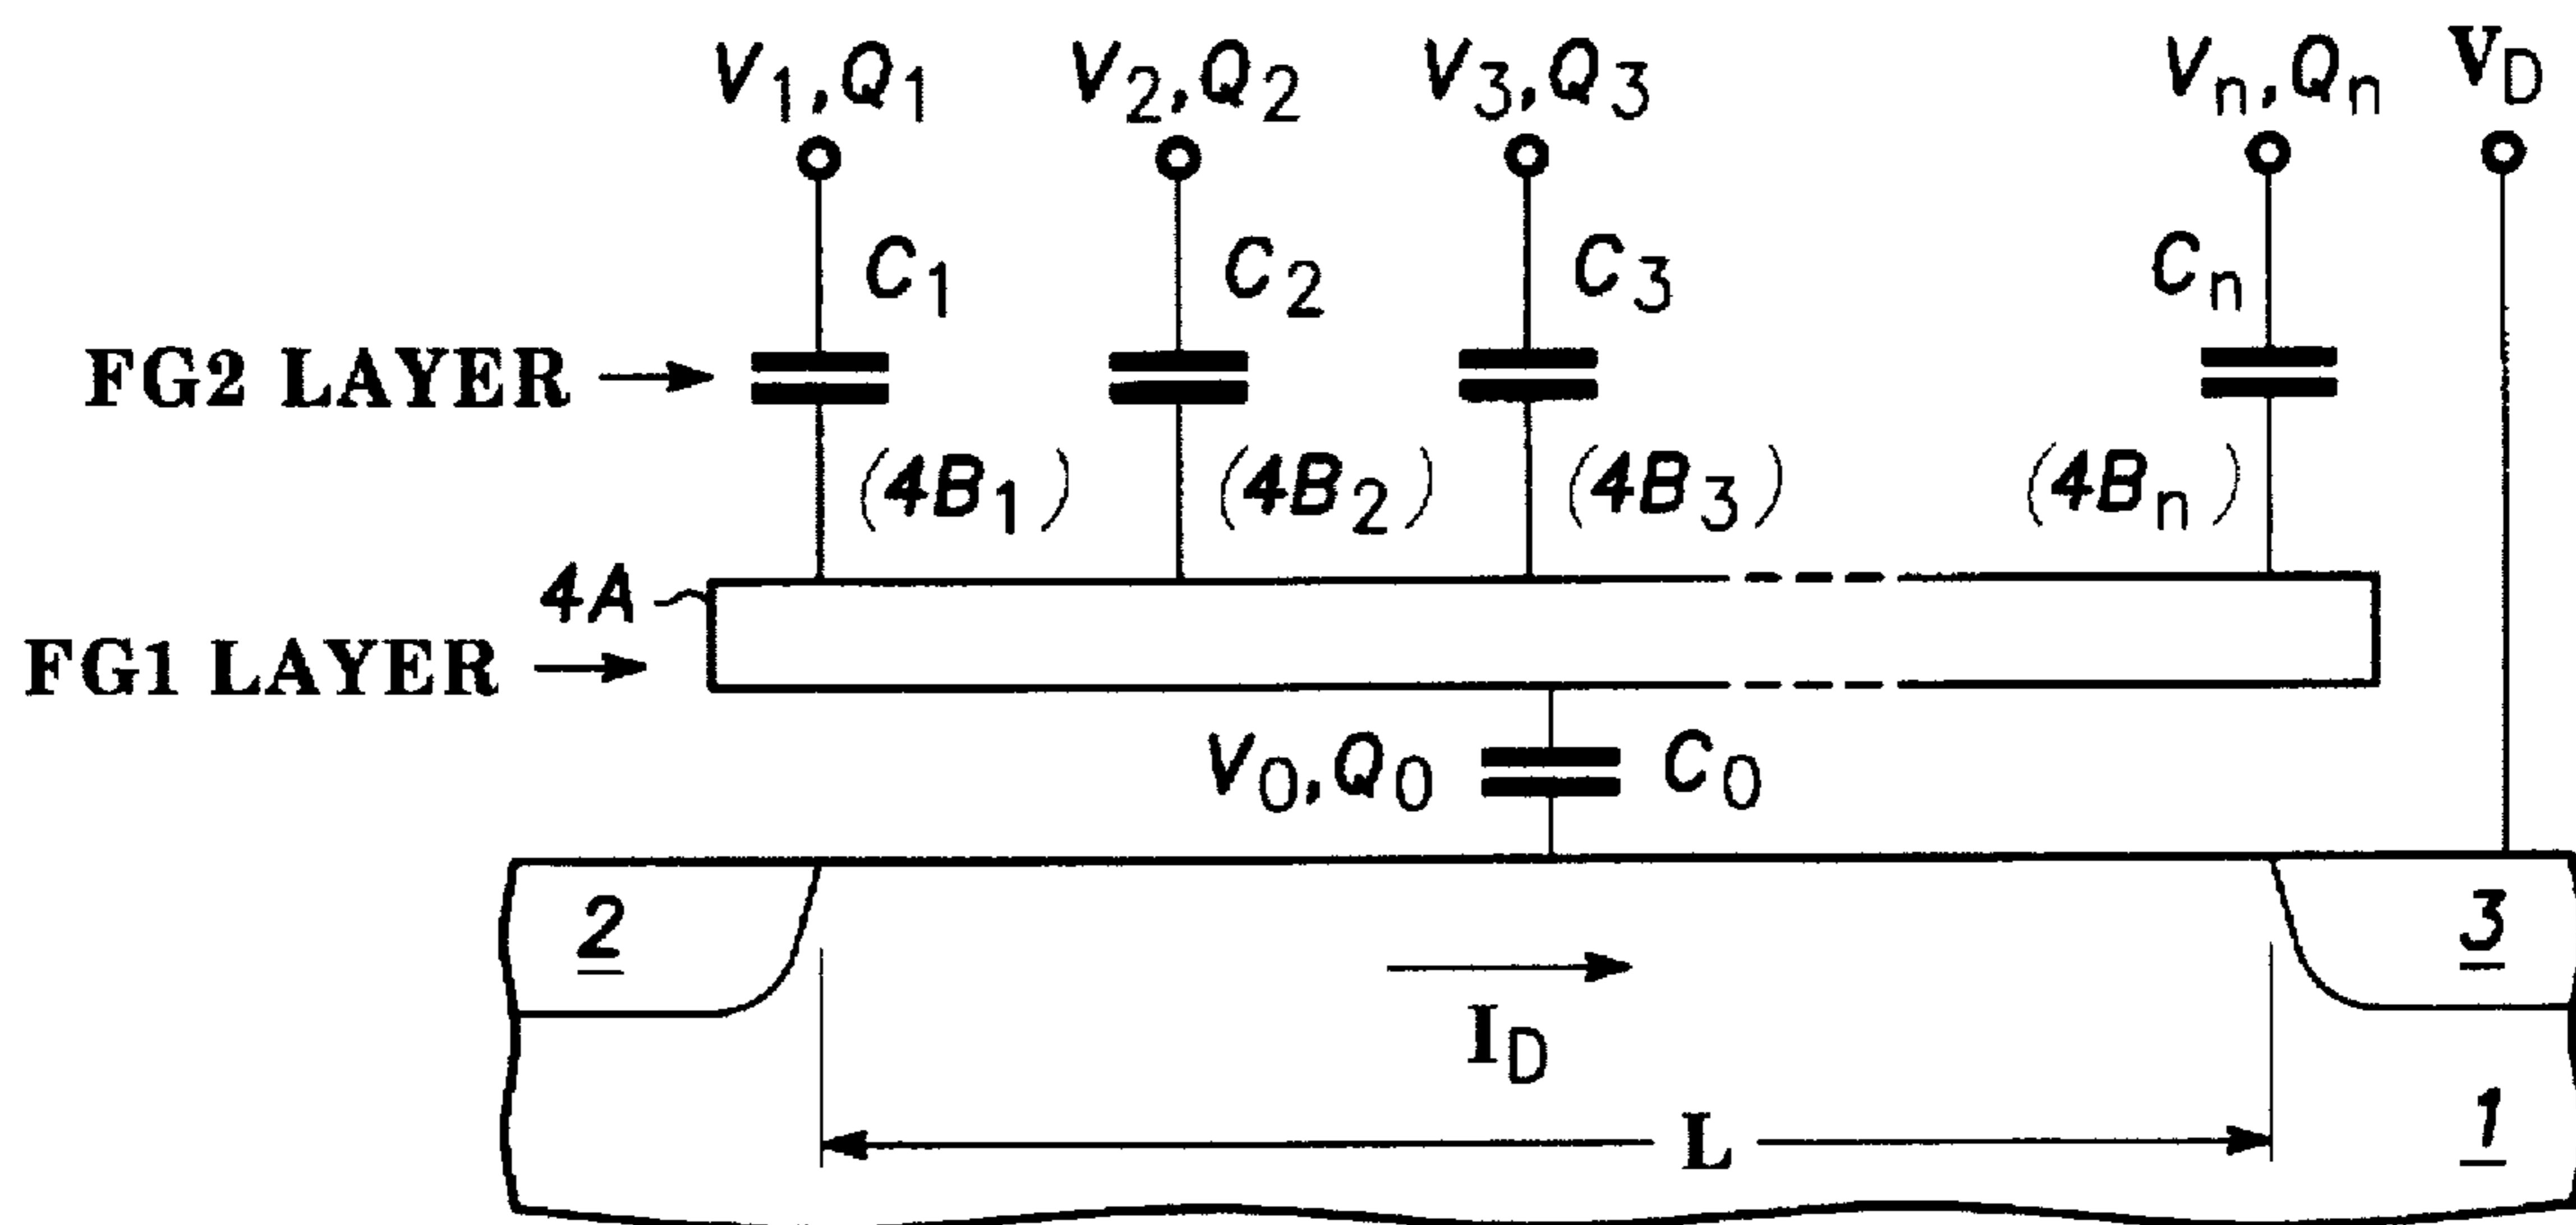 V1,Q1 V2,Q2 V3,Q3 Vn,Qn VD
C1 C2 C3 Cn
FG2 LAYER
(4B1) (4B2) (4B3) (4Bn)
4A
FG1 LAYER
V0,Q0 C0
2 3
ID
L 1